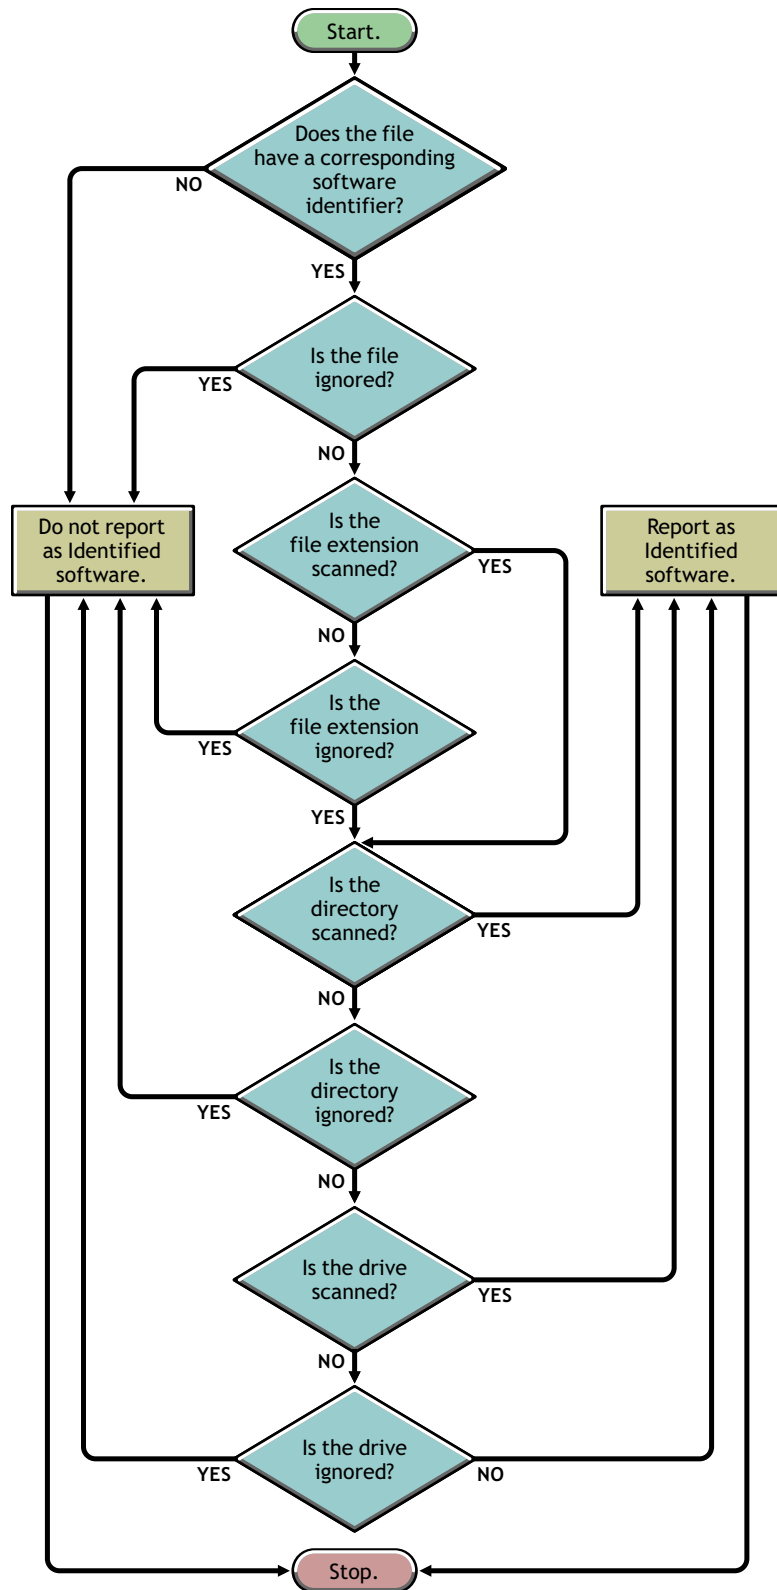 Start.
Does the file
have a corresponding
software
identifier?
NO
YES
Is the file
ignored?
YES
NO
Do not report
as Identified
software.
Is the
file extension
scanned?
YES
Report as
Identified
software.
NO
Is the
file extension
ignored?
YES
YES
Is the
directory
scanned?
YES
NO
Is the
directory
ignored?
YES
NO
Is the drive
scanned?
YES
NO
Is the drive
ignored?
YES
NO
Stop.